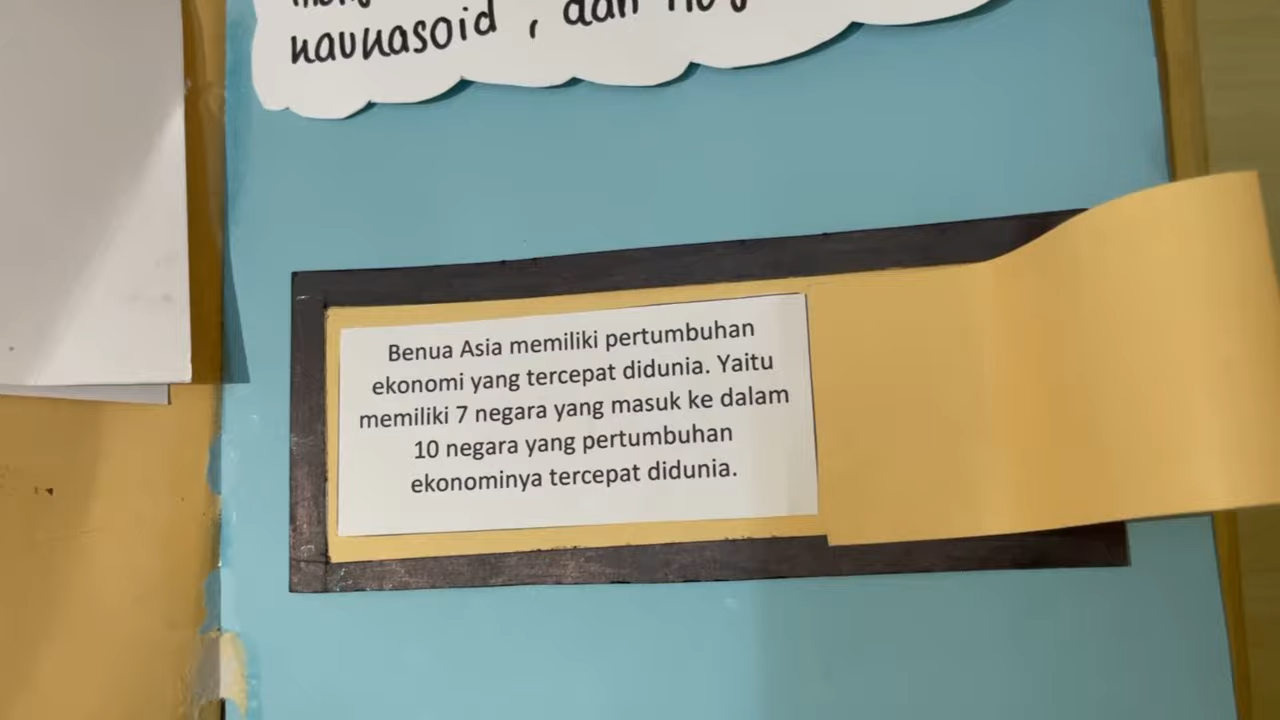 naukasoid, dan
Benua Asia memiliki pertumbuhan
ekonomi yang tercepat didunia. Yaitu
memiliki 7 negara yang masuk ke dalam
10 negara yang pertumbuhan
ekonominya tercepat didunia.